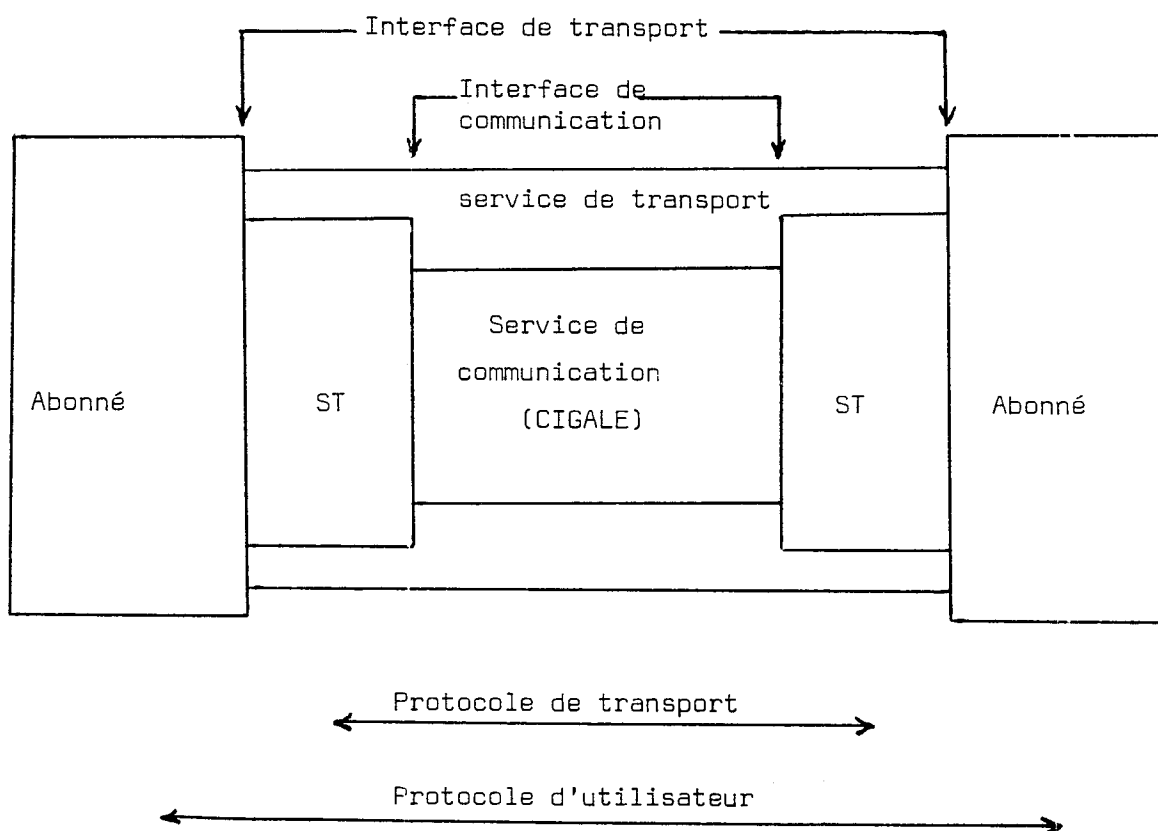 Interface de transport
Interface de
communication
service de transport
Service de
communication
(CIGALE)
Abonné
ST
ST
Abonné
Protocole de transport
Protocole d'utilisateur